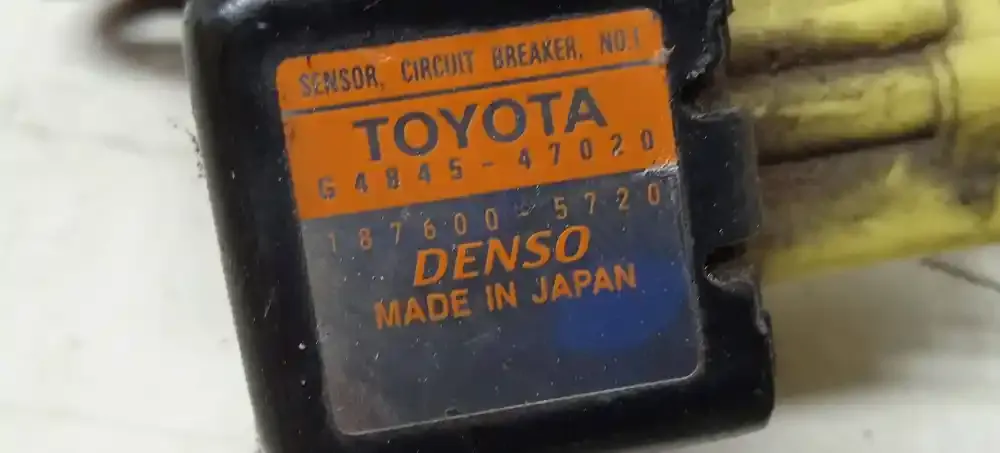 SENSOR, CIRCUIT BREAKER, NO.1
TOYOTA
G4845-47020
187600-5720
DENSO
MADE IN JAPAN